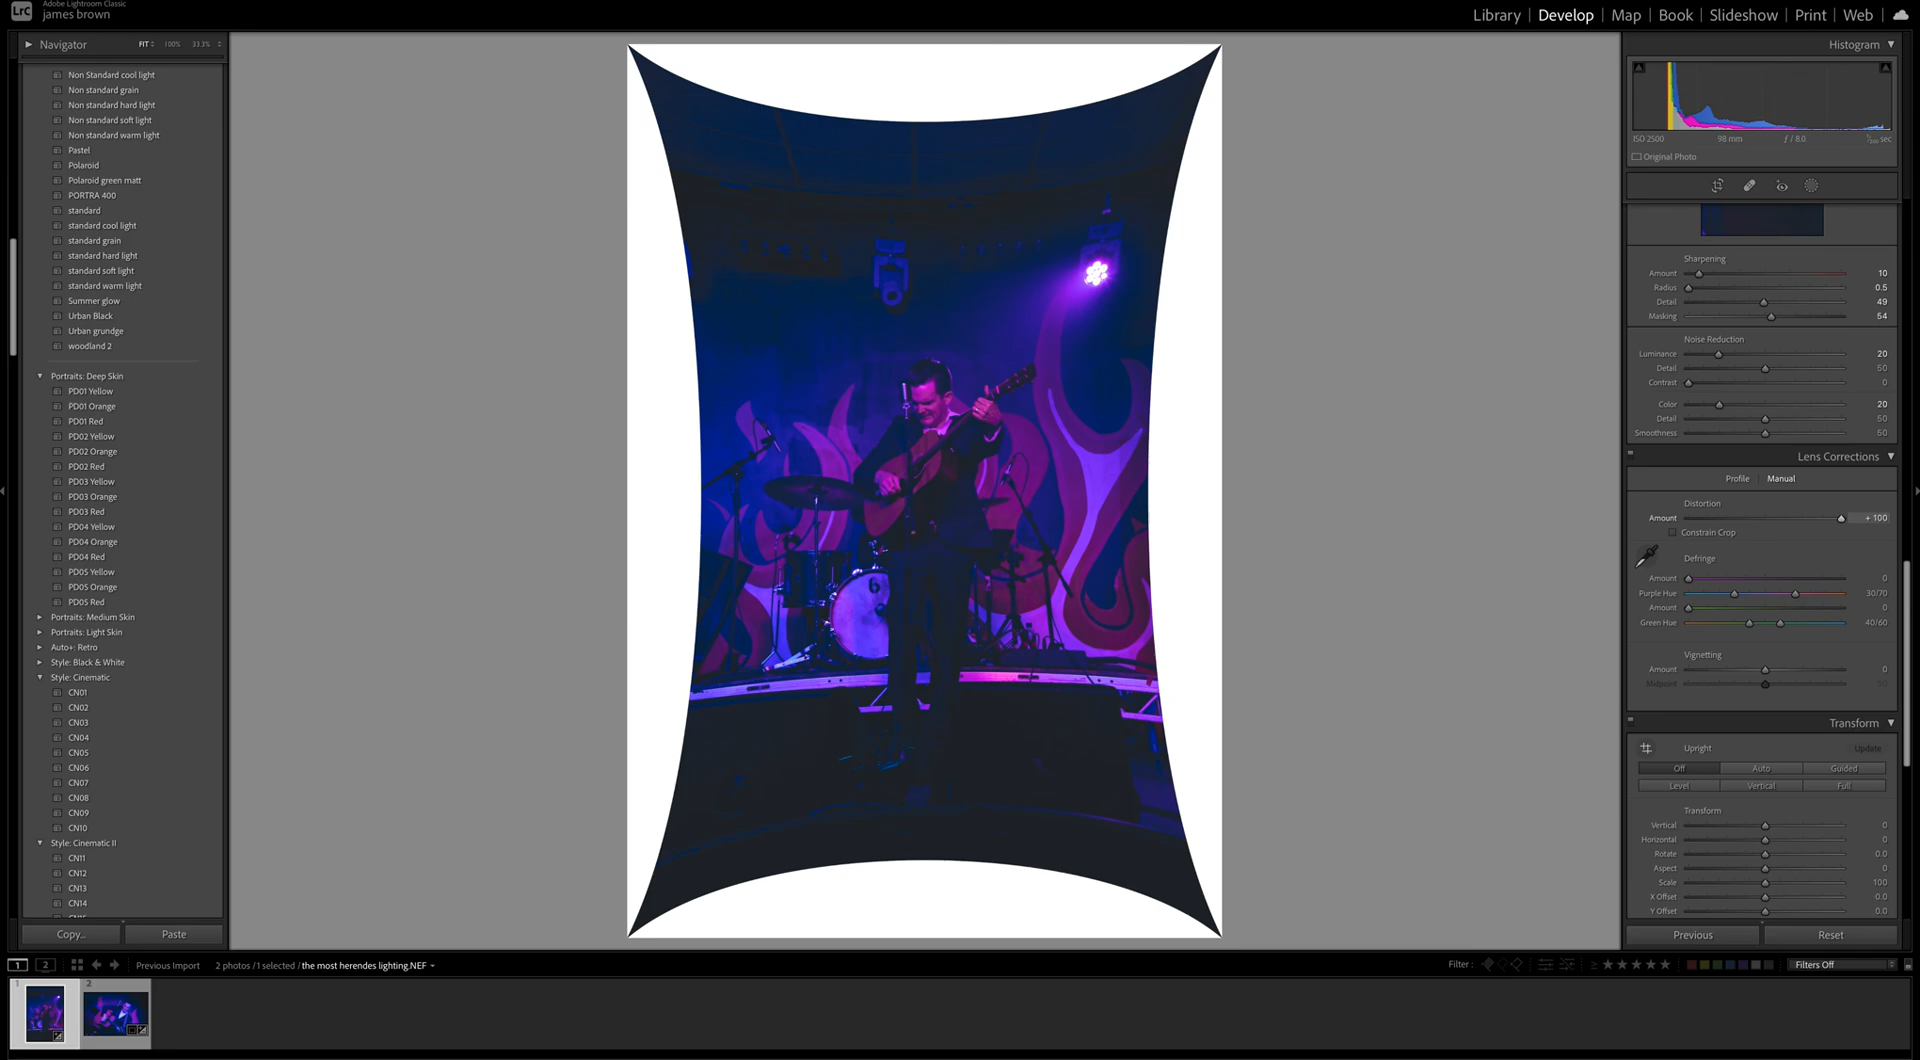 LrC
Adobe Lightroom Classic
james brown
Library | Develop | Map | Book | Slideshow | Print | Web
Navigator FIT 100% 33.3%
Non Standard cool light
Non standard grain
Non standard hard light
Non standard soft light
Non standard warm light
Pastel
Polaroid
Polaroid green matt
PORTRA 400
standard
standard cool light
standard grain
standard hard light
standard soft light
standard warm light
Summer glow
Urban Black
Urban grundge
woodland 2
Portraits: Deep Skin
PD01 Yellow
PD01 Orange
PD01 Red
PD02 Yellow
PD02 Orange
PD02 Red
PD03 Yellow
PD03 Orange
PD03 Red
PD04 Yellow
PD04 Orange
PD04 Red
PD05 Yellow
PD05 Orange
PD05 Red
Portraits: Medium Skin
Portraits: Light Skin
Auto+: Retro
Style: Black & White
Style: Cinematic
CN01
CN02
CN03
CN04
CN05
CN06
CN07
CN08
CN09
CN10
Style: Cinematic II
CN11
CN12
CN13
CN14
Copy... Paste
6
Histogram
ISO 2500 98 mm ƒ / 8.0 sec
Original Photo
Sharpening
Amount 10
Radius 0.5
Detail 49
Masking 54
Noise Reduction
Luminance 20
Detail 50
Contrast 0
Color 20
Detail 50
Smoothness 50
Lens Corrections
Profile Manual
Distortion
Amount + 100
Constrain Crop
Defringe
Amount 0
Purple Hue 30/70
Amount 0
Green Hue 40/60
Vignetting
Amount 0
Midpoint 50
Transform
Upright Update
Off Auto Guided
Level Vertical Full
Transform
Vertical 0
Horizontal 0
Rotate 0.0
Aspect 0
Scale 100
X Offset 0.0
Y Offset 0.0
Previous Reset
1 2 Previous Import 2 photos /1 selected /the most herendes lighting.NEF Filter : ≥ Filters Off
1 2